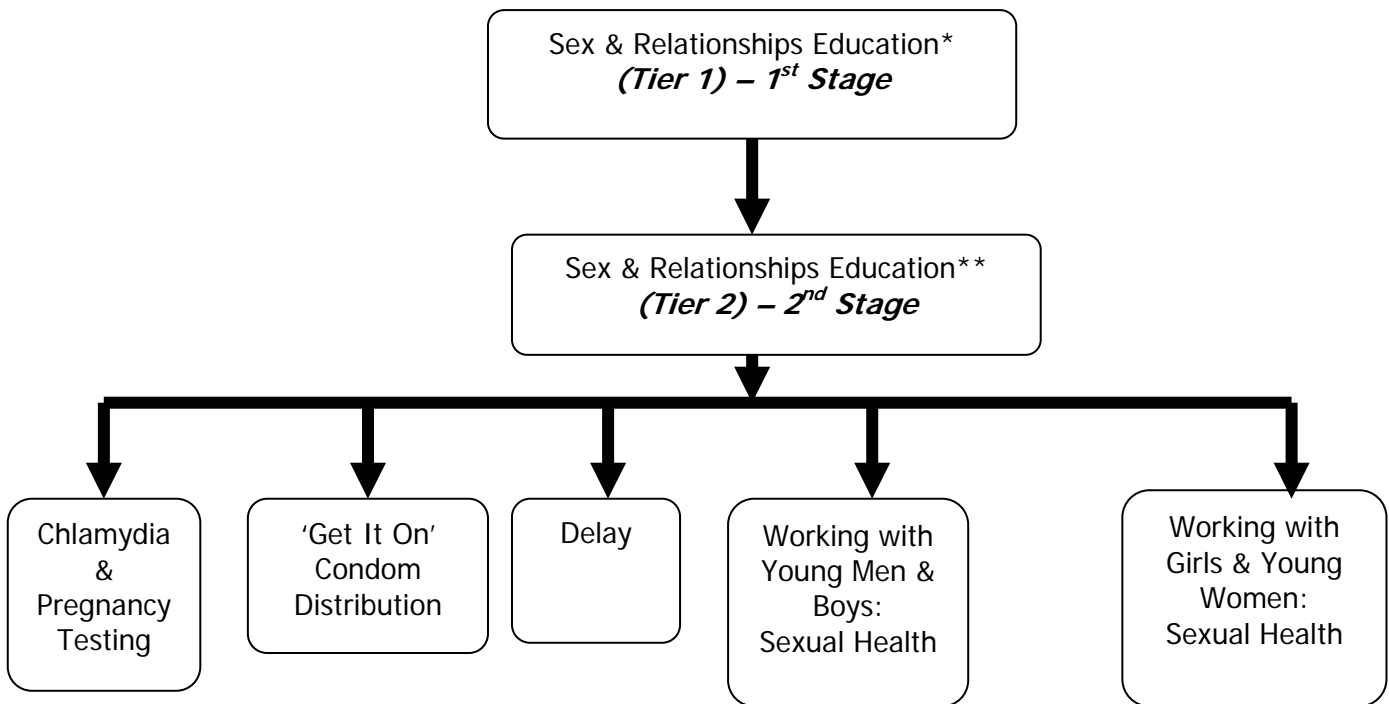 Sex & Relationships Education*
(Tier 1) – 1st Stage
Sex & Relationships Education**
(Tier 2) – 2nd Stage
Chlamydia
&
Pregnancy
Testing
‘Get It On’
Condom
Distribution
Delay
Working with
Young Men &
Boys:
Sexual Health
Working with
Girls & Young
Women:
Sexual Health